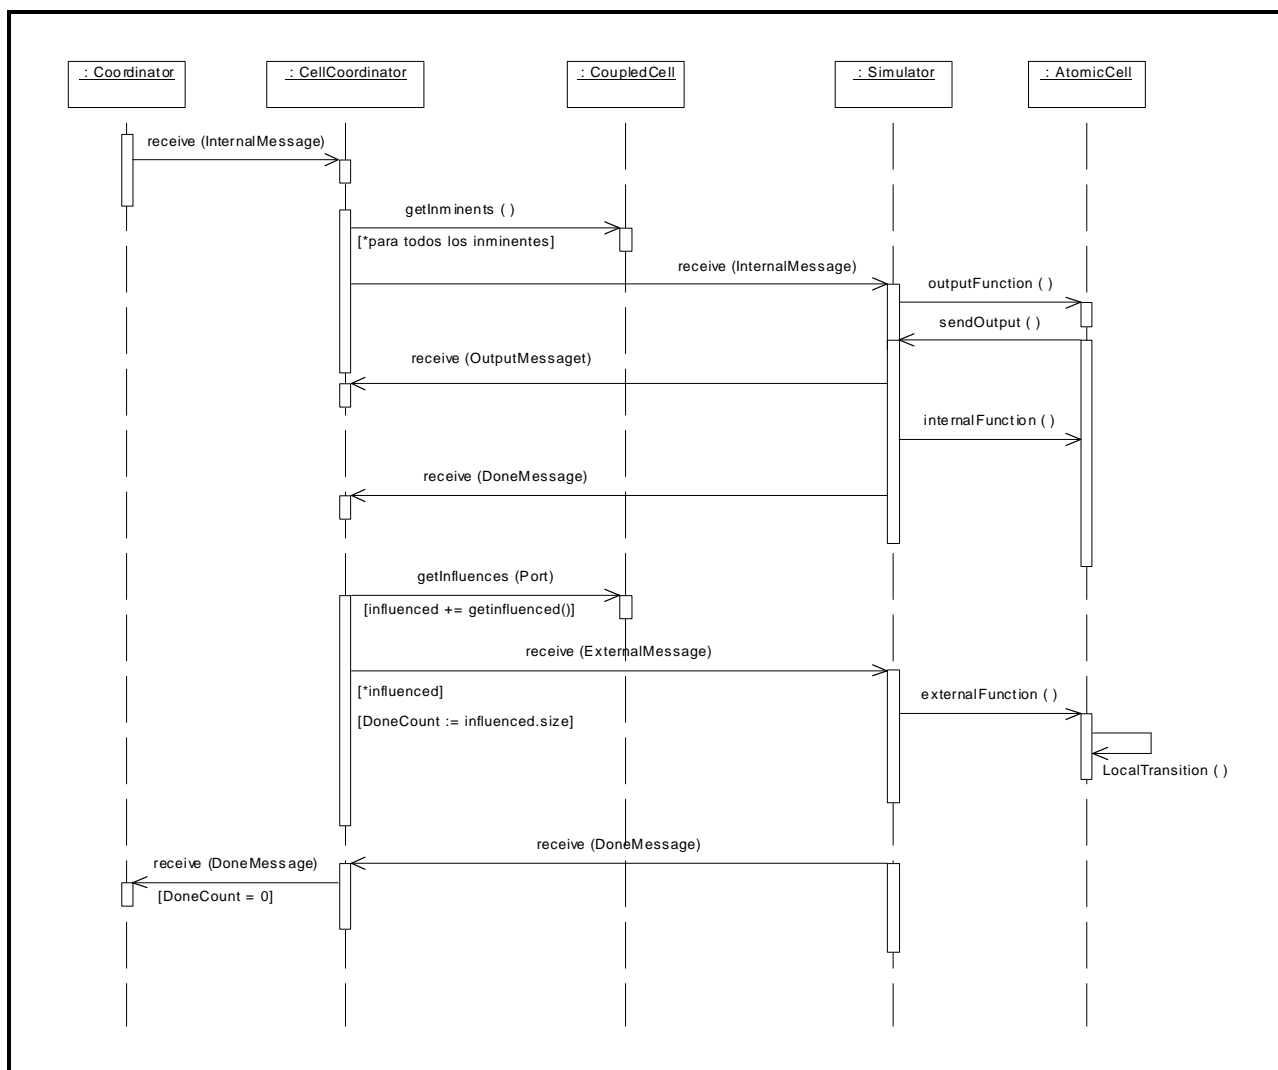 : Coordinator
: CellCoordinator
: CoupledCell
: Simulator
: AtomicCell
receive (InternalMessage)
getInminents ( )
[*para todos los inminentes]
receive (InternalMessage)
outputFunction ( )
sendOutput ( )
receive (OutputMessaget)
internalFunction ( )
receive (DoneMessage)
getInfluences (Port)
[influenced += getinfluenced()]
receive (ExternalMessage)
[*influenced]
externalFunction ( )
[DoneCount := influenced.size]
LocalTransition ( )
receive (DoneMessage)
receive (DoneMessage)
[DoneCount = 0]